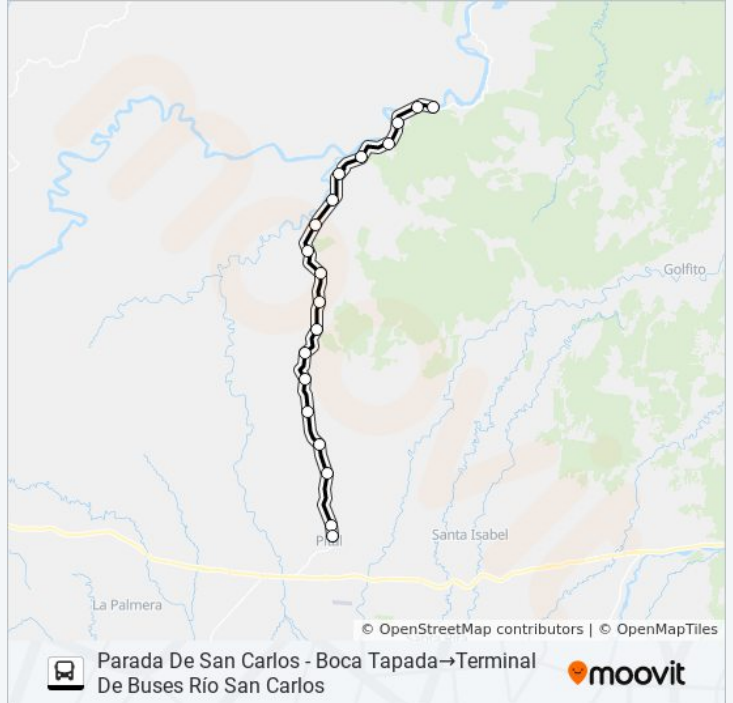 Golfito
Pital
Santa Isabel
La Palmera
© OpenStreetMap contributors | © OpenMapTiles
Parada De San Carlos - Boca Tapada→Terminal
De Buses Río San Carlos
moovit